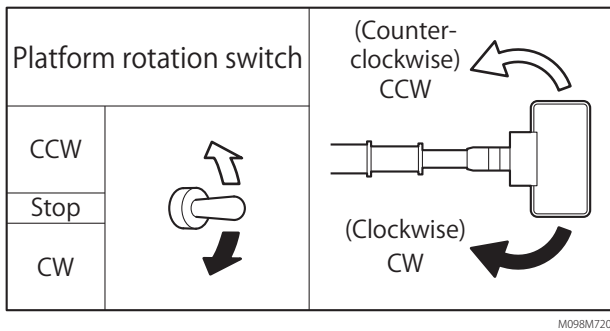 Platform rotation switch
CCW
Stop
CW
(Counter-
clockwise)
CCW
(Clockwise)
CW
M098M720